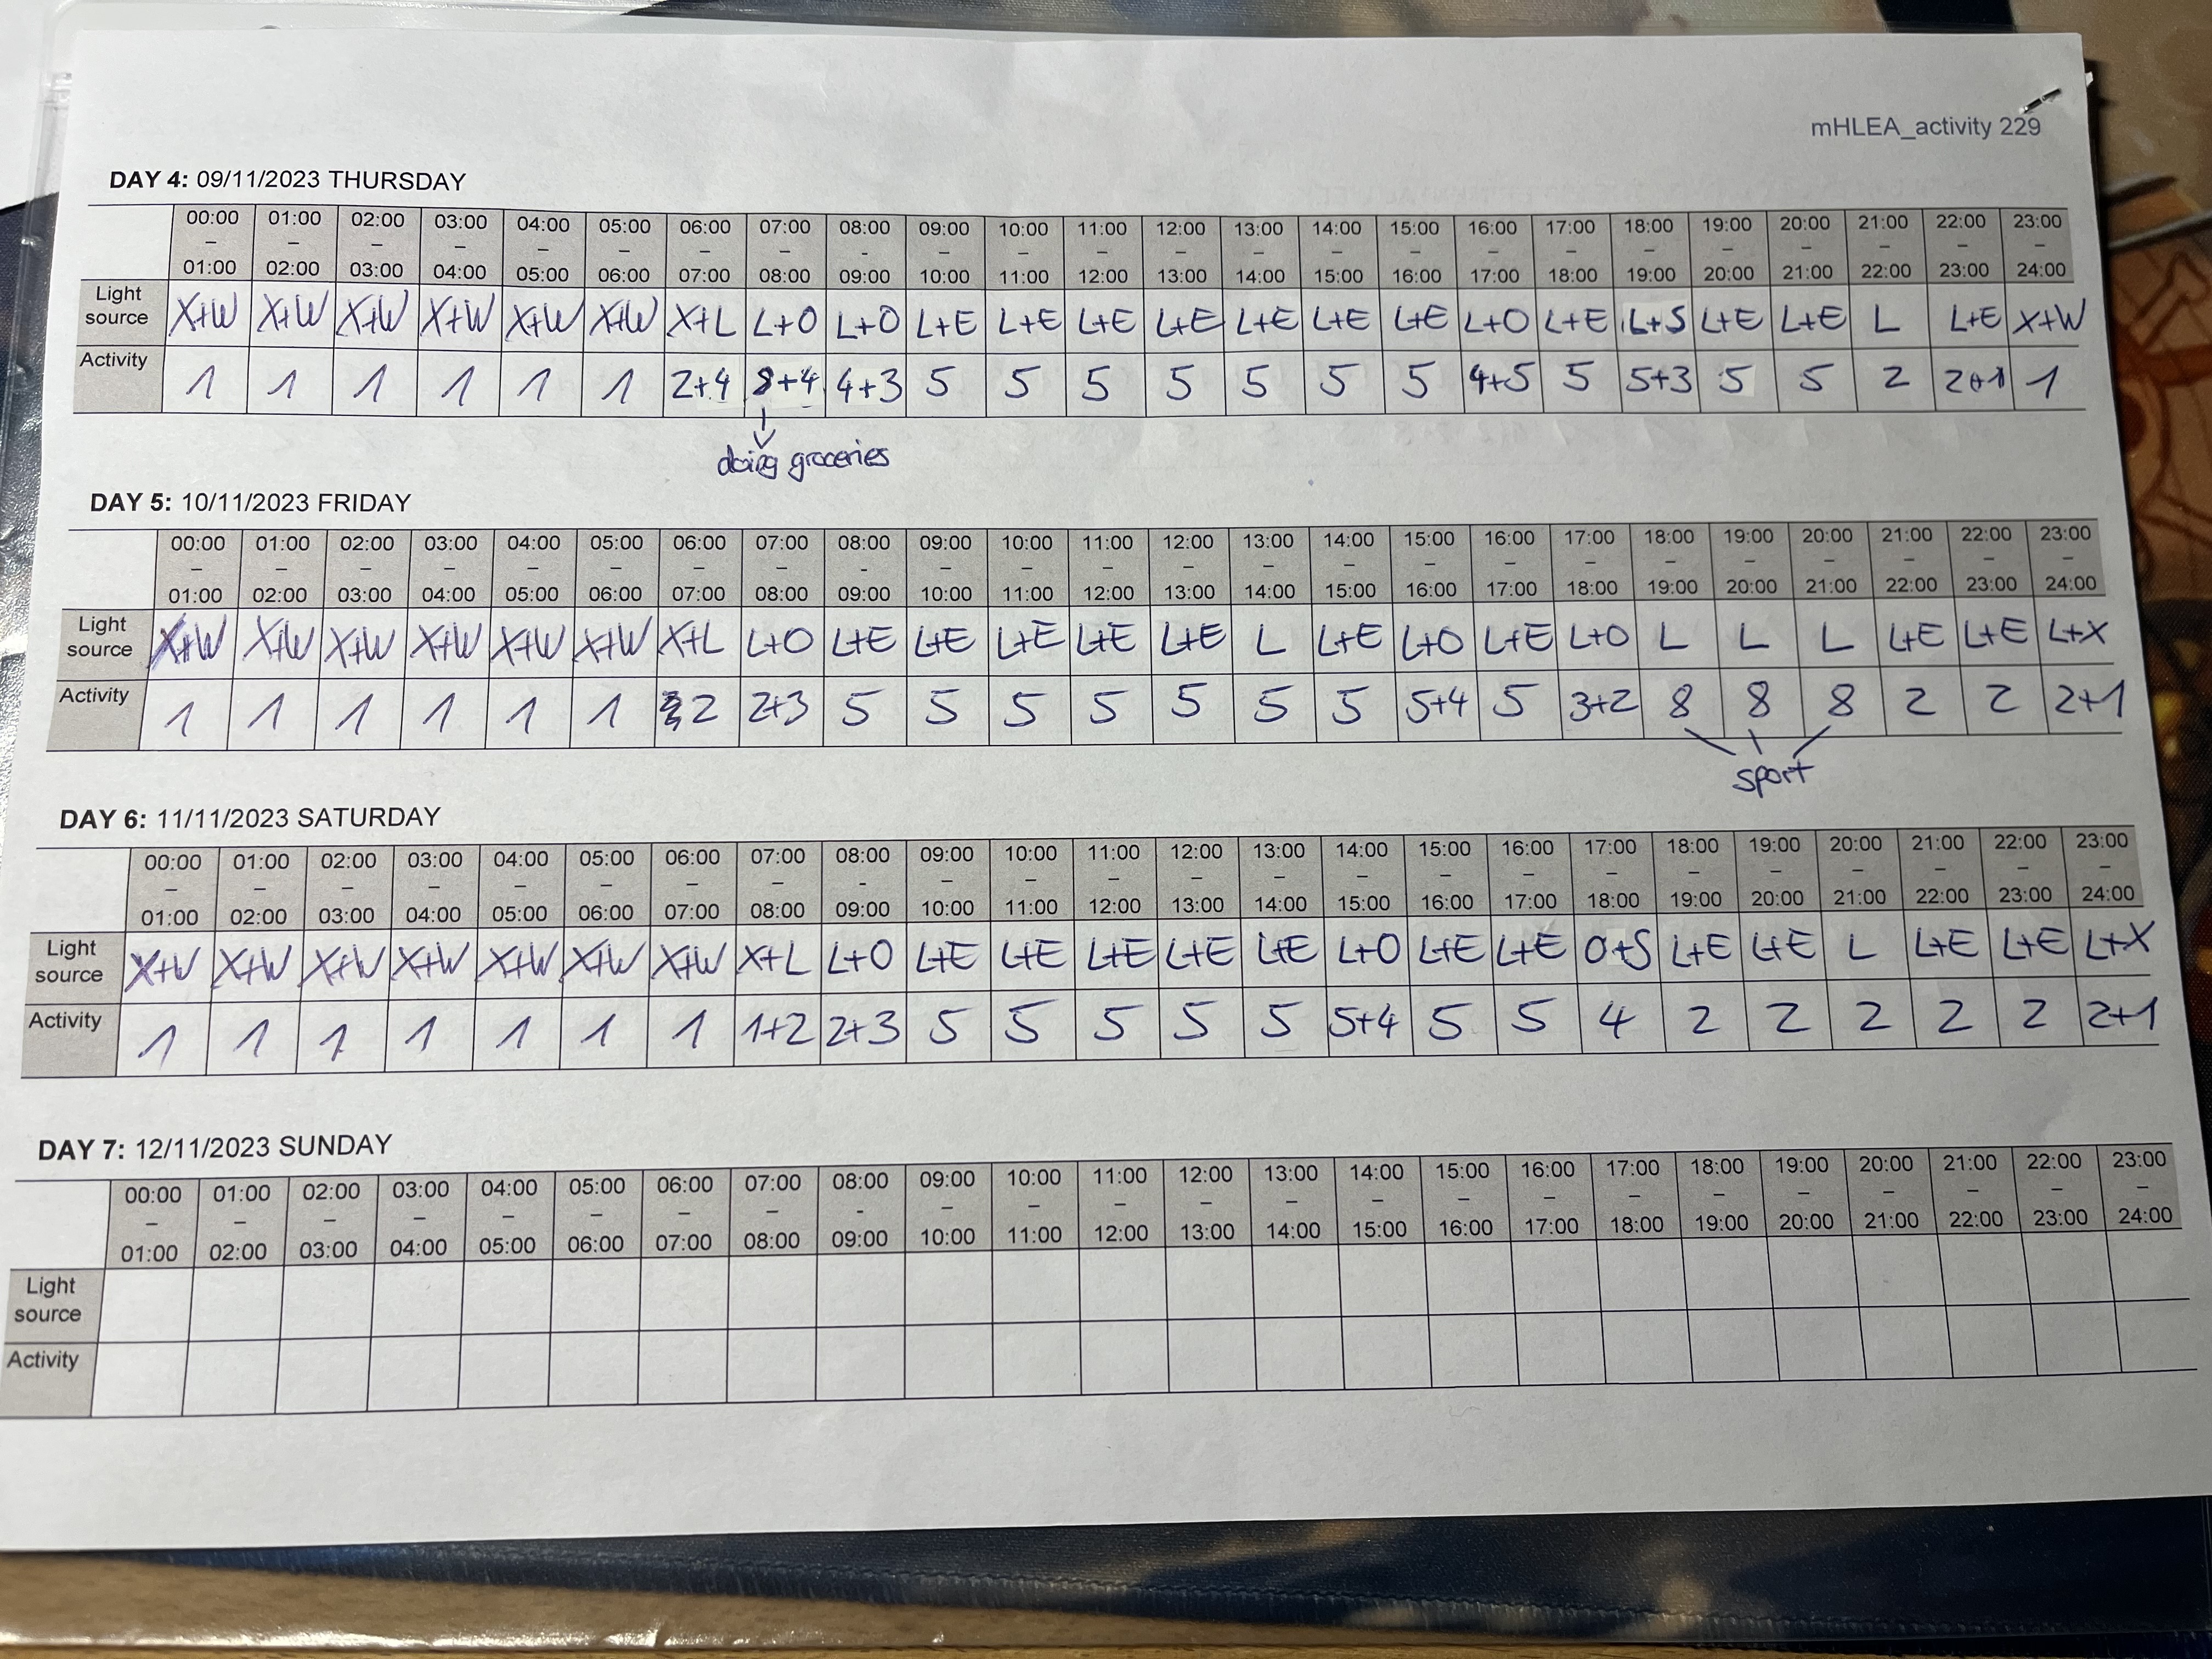 mHLEA_activity 229
DAY 4: 09/11/2023 THURSDAY
00:00 01:00 02:00 03:00 04:00 05:00 06:00 07:00 08:00 09:00 10:00 11:00 12:00 13:00 14:00 15:00 16:00 17:00 18:00 19:00 20:00 21:00 22:00 23:00
– – – – – – – – - – – – – – – – – – – – – – – –
01:00 02:00 03:00 04:00 05:00 06:00 07:00 08:00 09:00 10:00 11:00 12:00 13:00 14:00 15:00 16:00 17:00 18:00 19:00 20:00 21:00 22:00 23:00 24:00
Light source X+W X+W X+W X+W X+W X+W X+L L+O L+O L+E L+E L+E L+E L+E L+E L+E L+O L+E L+S L+E L+E L L+E X+W
Activity 1 1 1 1 1 1 2+4 8+4 4+3 5 5 5 5 5 5 5 4+5 5 5+3 5 5 2 2+1 1
doing groceries
DAY 5: 10/11/2023 FRIDAY
00:00 01:00 02:00 03:00 04:00 05:00 06:00 07:00 08:00 09:00 10:00 11:00 12:00 13:00 14:00 15:00 16:00 17:00 18:00 19:00 20:00 21:00 22:00 23:00
– – – – – – – – - – – – – – – – – – – – – – – –
01:00 02:00 03:00 04:00 05:00 06:00 07:00 08:00 09:00 10:00 11:00 12:00 13:00 14:00 15:00 16:00 17:00 18:00 19:00 20:00 21:00 22:00 23:00 24:00
Light source X+W X+W X+W X+W X+W X+W X+L L+O L+E L+E L+E L+E L+E L L+E L+O L+E L+O L L L L+E L+E L+X
Activity 1 1 1 1 1 1 2 2+3 5 5 5 5 5 5 5 5+4 5 3+2 8 8 8 2 2 2+1
sport
DAY 6: 11/11/2023 SATURDAY
00:00 01:00 02:00 03:00 04:00 05:00 06:00 07:00 08:00 09:00 10:00 11:00 12:00 13:00 14:00 15:00 16:00 17:00 18:00 19:00 20:00 21:00 22:00 23:00
– – – – – – – – - – – – – – – – – – – – – – – –
01:00 02:00 03:00 04:00 05:00 06:00 07:00 08:00 09:00 10:00 11:00 12:00 13:00 14:00 15:00 16:00 17:00 18:00 19:00 20:00 21:00 22:00 23:00 24:00
Light source X+W X+W X+W X+W X+W X+W X+W X+L L+O L+E L+E L+E L+E L+E L+O L+E L+E O+S L+E L+E L L+E L+E L+X
Activity 1 1 1 1 1 1 1 1+2 2+3 5 5 5 5 5 5+4 5 5 4 2 2 2 2 2 2+1
DAY 7: 12/11/2023 SUNDAY
00:00 01:00 02:00 03:00 04:00 05:00 06:00 07:00 08:00 09:00 10:00 11:00 12:00 13:00 14:00 15:00 16:00 17:00 18:00 19:00 20:00 21:00 22:00 23:00
– – – – – – – – - – – – – – – – – – – – – – – –
01:00 02:00 03:00 04:00 05:00 06:00 07:00 08:00 09:00 10:00 11:00 12:00 13:00 14:00 15:00 16:00 17:00 18:00 19:00 20:00 21:00 22:00 23:00 24:00
Light source
Activity